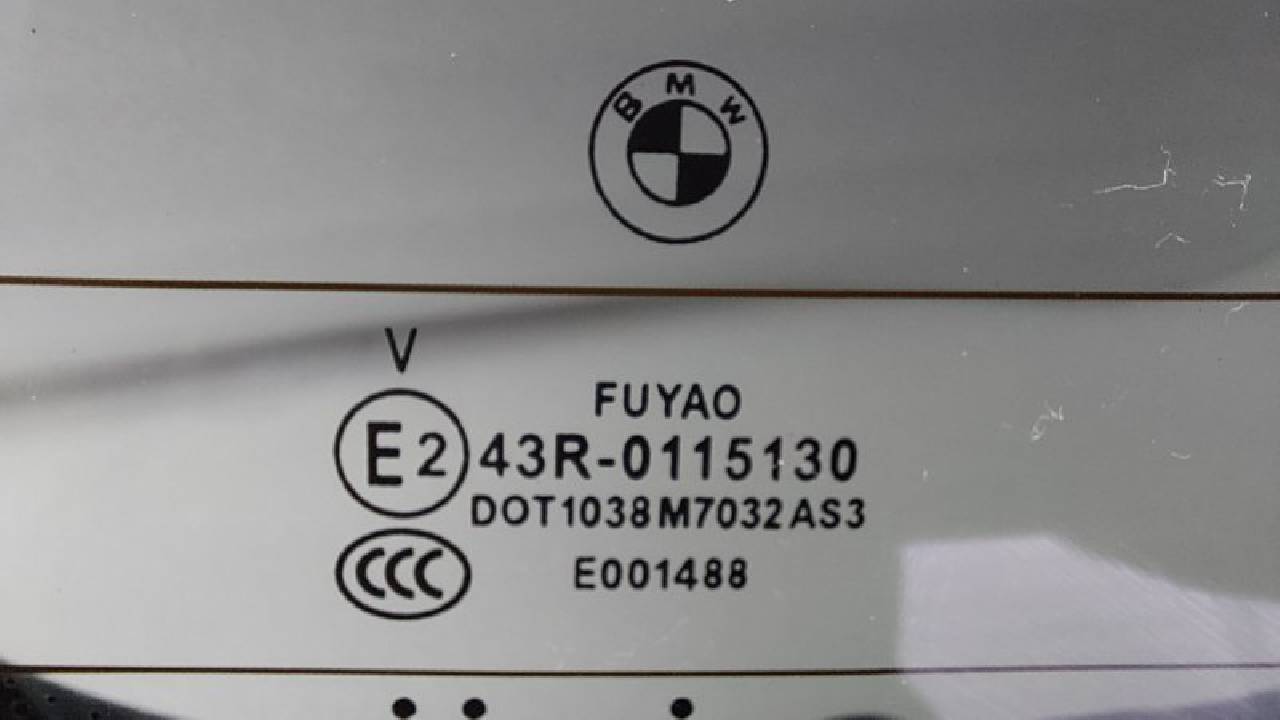 BMW
V
FUYAO
E2 43R-0115130
DOT1038 M7032 AS3
CCC E001488